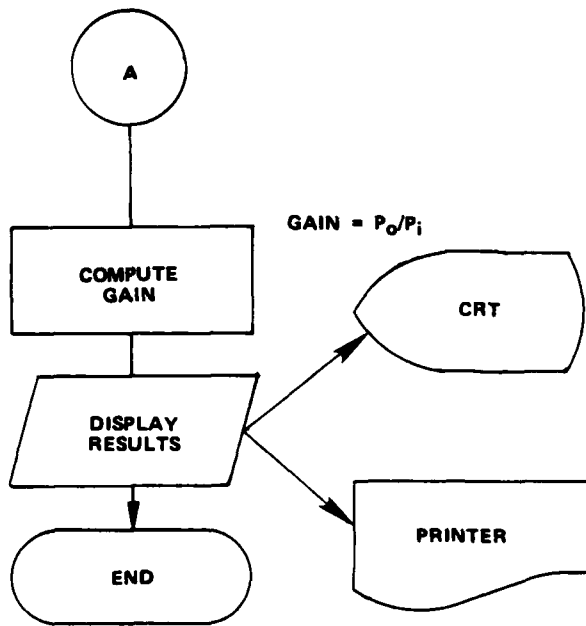 A
GAIN = Po/Pi
COMPUTE
GAIN
CRT
DISPLAY
RESULTS
PRINTER
END